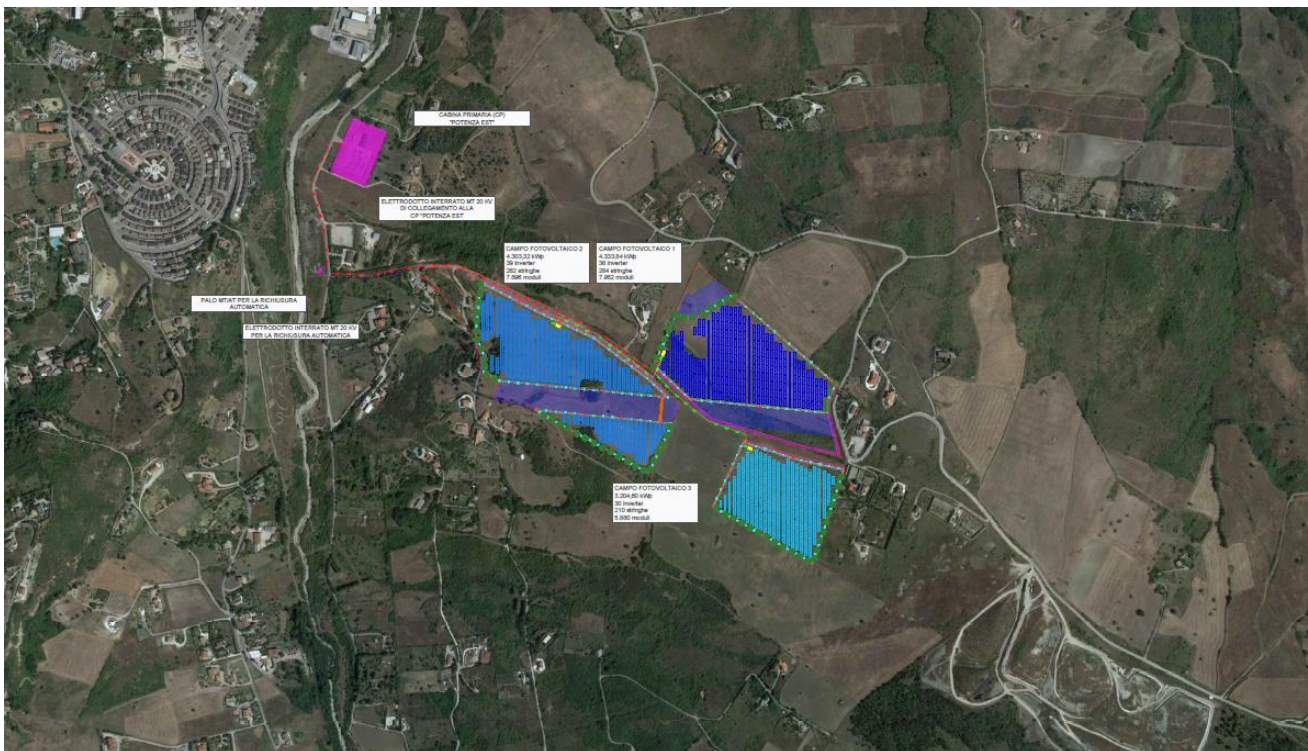 CABINA PRIMARIA (CP)
"POTENZA EST"
ELETTRODOTTO INTERRATO MT 20 KV
DI COLLEGAMENTO ALLA
CP "POTENZA EST
CAMPO FOTOVOLTAICO 2
4.303,32 kWp
39 inverter
282 stringhe
7.896 moduli
CAMPO FOTOVOLTAICO 1
4.333,84 kWp
38 inverter
284 stringhe
7.952 moduli
PALO MT/AT PER LA RICHIUSURA
AUTOMATICA
ELETTRODOTTO INTERRATO MT 20 KV
PER LA RICHIUSURA AUTOMATICA
CAMPO FOTOVOLTAICO 3
3.204,60 kWp
30 inverter
210 stringhe
5.880 moduli